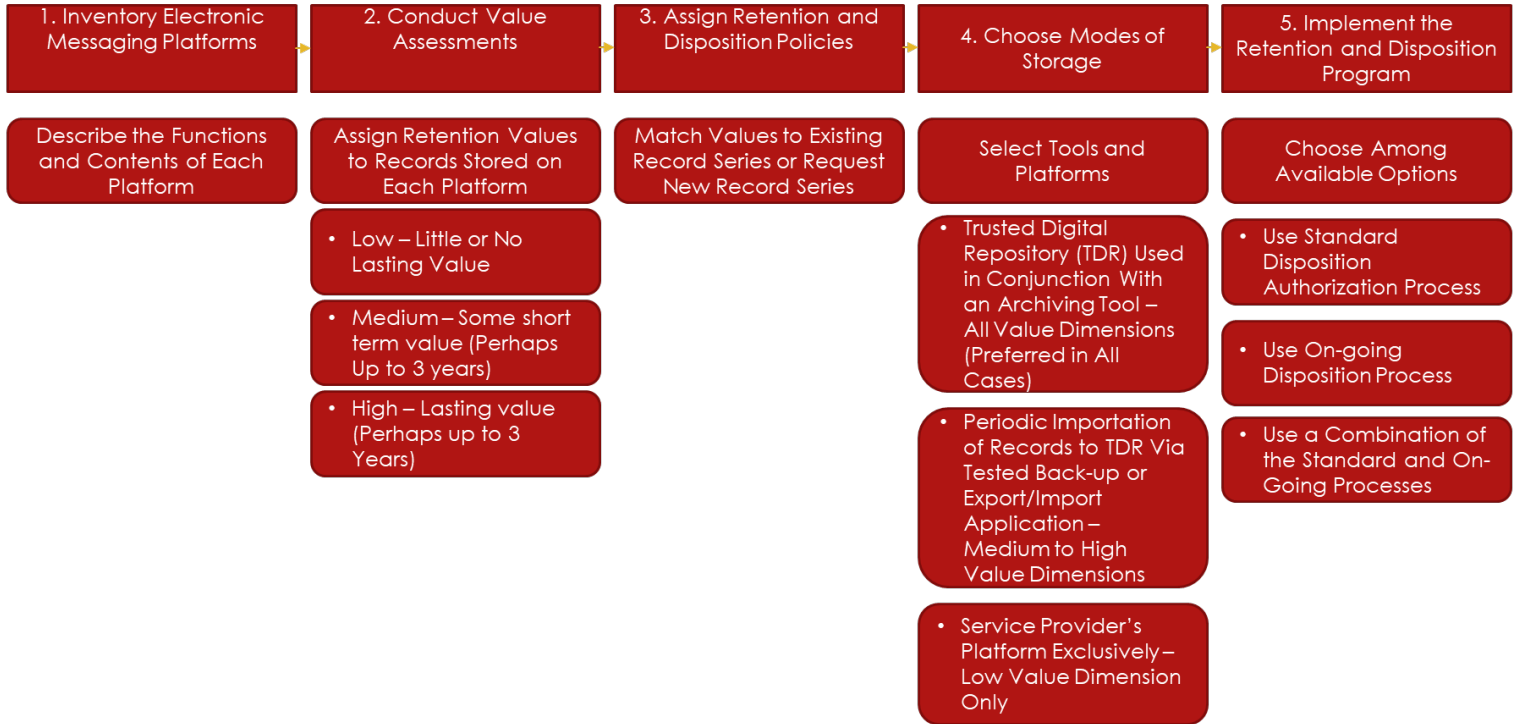 1. Inventory Electronic
Messaging Platforms
2. Conduct Value
Assessments
3. Assign Retention and
Disposition Policies
4. Choose Modes of
Storage
5. Implement the
Retention and Disposition
Program
Describe the Functions
and Contents of Each
Platform
Assign Retention Values
to Records Stored on
Each Platform
Match Values to Existing
Record Series or Request
New Record Series
Select Tools and
Platforms
Choose Among
Available Options
• Low – Little or No
Lasting Value
• Medium – Some short
term value (Perhaps
Up to 3 years)
• High – Lasting value
(Perhaps up to 3
Years)
• Trusted Digital
Repository (TDR) Used
in Conjunction With
an Archiving Tool –
All Value Dimensions
(Preferred in All
Cases)
• Periodic Importation
of Records to TDR Via
Tested Back-up or
Export/Import
Application –
Medium to High
Value Dimensions
• Service Provider’s
Platform Exclusively –
Low Value Dimension
Only
• Use Standard
Disposition
Authorization Process
• Use On-going
Disposition Process
• Use a Combination of
the Standard and On-
Going Processes